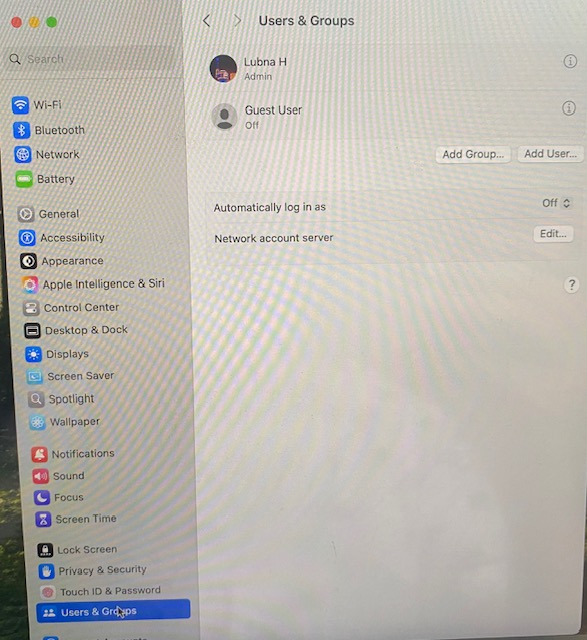 Users & Groups
Search
Lubna H
Admin
Guest User
Off
Add Group...
Add User...
Automatically log in as
Off
Network account server
Edit...
?
Wi-Fi
Bluetooth
Network
Battery
General
Accessibility
Appearance
Apple Intelligence & Siri
Control Center
Desktop & Dock
Displays
Screen Saver
Spotlight
Wallpaper
Notifications
Sound
Focus
Screen Time
Lock Screen
Privacy & Security
Touch ID & Password
Users & Groups